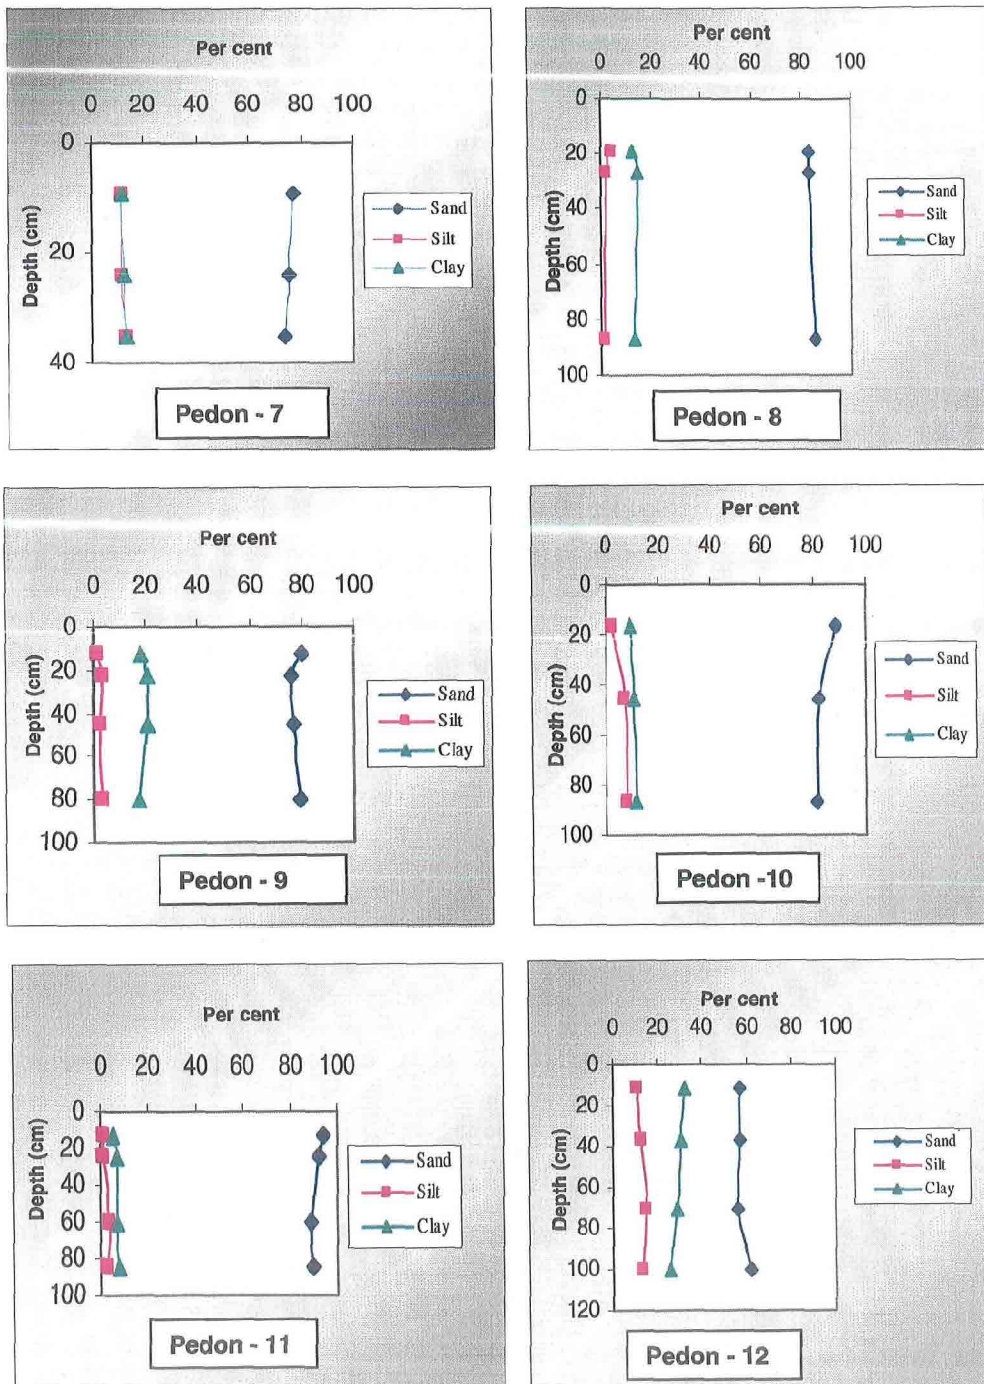 Per cent
0 20 40 60 80 100
Depth (cm)
0
20
40
Sand
Silt
Clay
Pedon - 7
Per cent
0 20 40 60 80 100
Depth (cm)
0
20
40
60
80
100
Sand
Silt
Clay
Pedon - 8
Per cent
0 20 40 60 80 100
Depth (cm)
0
20
40
60
80
100
Sand
Silt
Clay
Pedon - 9
Per cent
0 20 40 60 80 100
Depth (cm)
0
20
40
60
80
100
Sand
Silt
Clay
Pedon -10
Per cent
0 20 40 60 80 100
Depth (cm)
0
20
40
60
80
100
Sand
Silt
Clay
Pedon - 11
Per cent
0 20 40 60 80 100
Depth (cm)
0
20
40
60
80
100
120
Sand
Silt
Clay
Pedon - 12